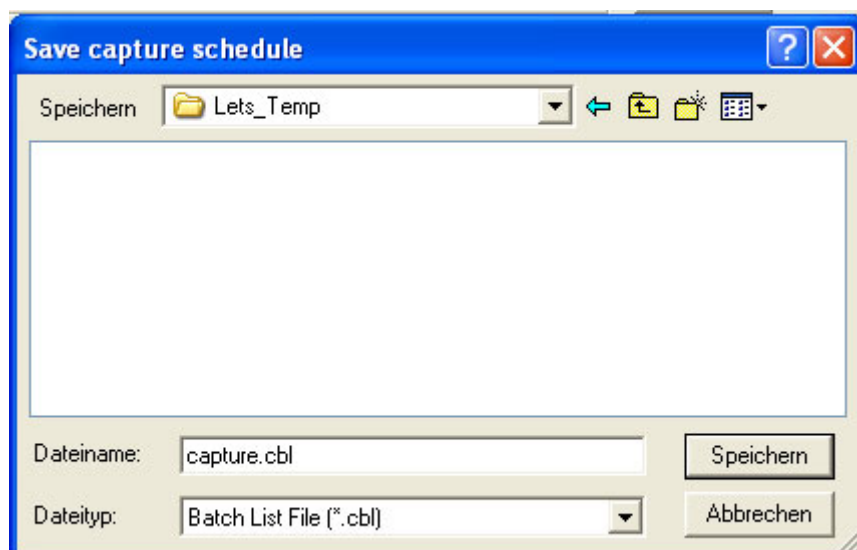 Save capture schedule
Speichern Lets_Temp
Dateiname: capture.cbl Speichern
Dateityp: Batch List File (*.cbl) Abbrechen